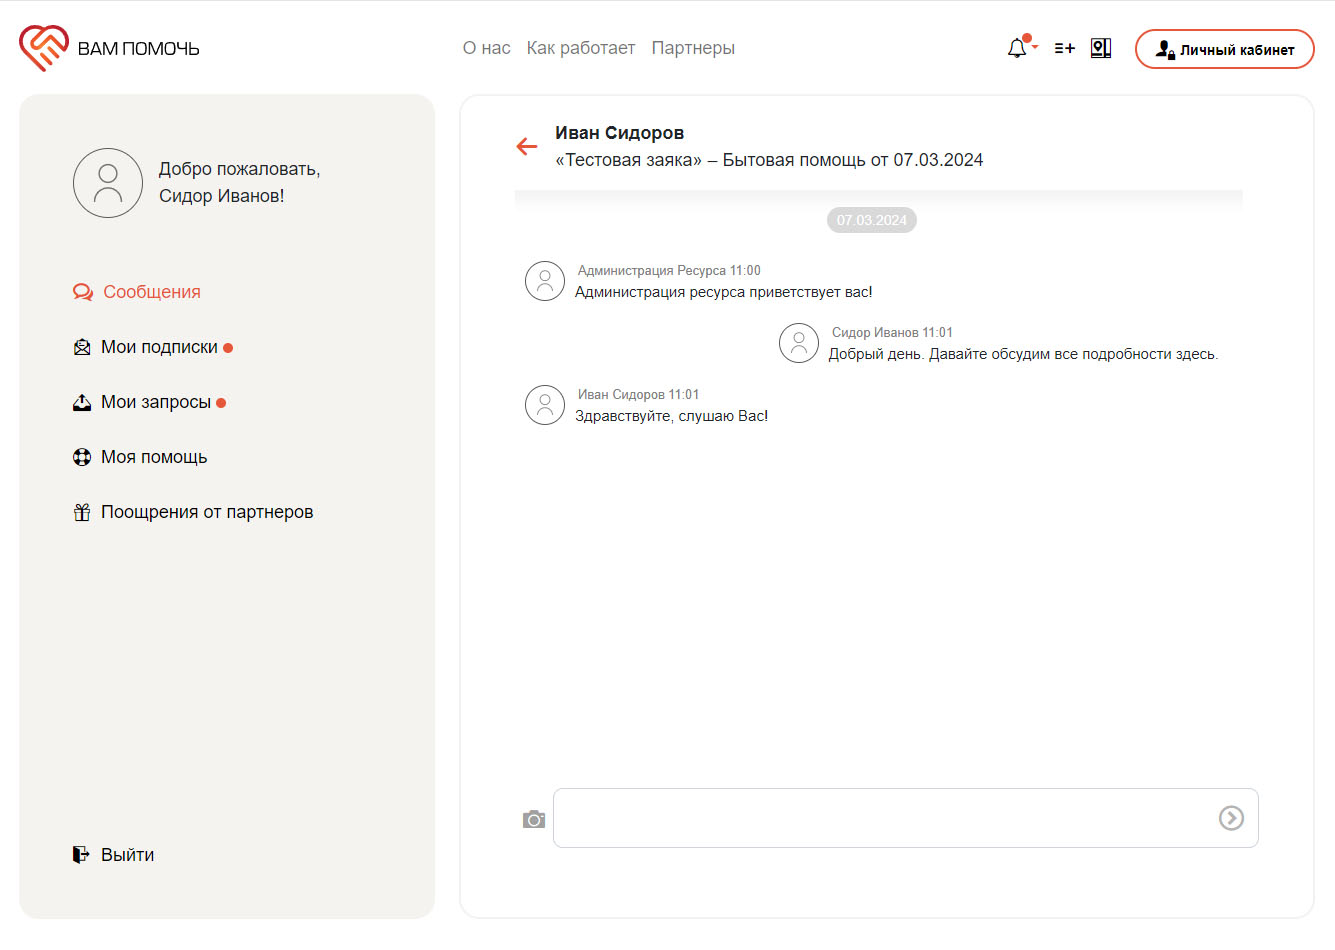 ВАМ ПОМОЧЬ
О нас Как работает Партнеры
Личный кабинет
Добро пожаловать,
Сидор Иванов!
Сообщения
Мои подписки
Мои запросы
Моя помощь
Поощрения от партнеров
Выйти
Иван Сидоров
«Тестовая заяка» – Бытовая помощь от 07.03.2024
07.03.2024
Администрация Ресурса 11:00
Администрация ресурса приветствует вас!
Сидор Иванов 11:01
Добрый день. Давайте обсудим все подробности здесь.
Иван Сидоров 11:01
Здравствуйте, слушаю Вас!